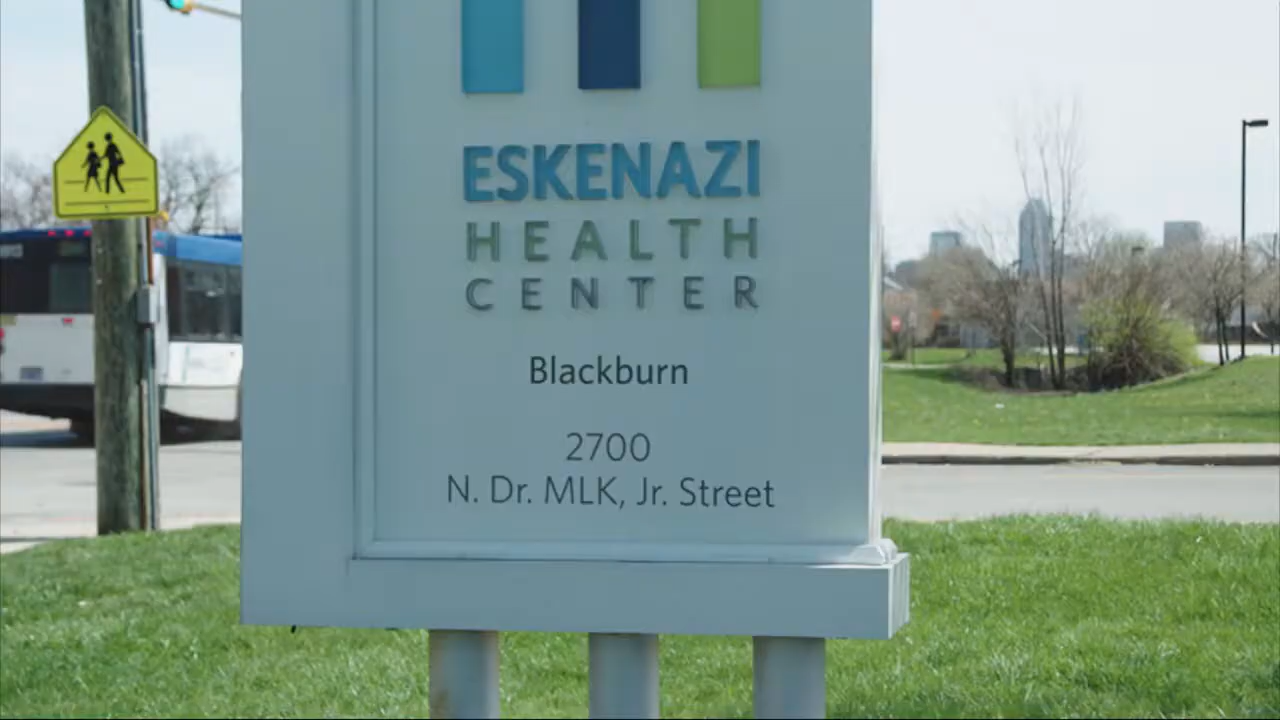 ESKENAZI
HEALTH
CENTER
Blackburn
2700
N. Dr. MLK, Jr. Street